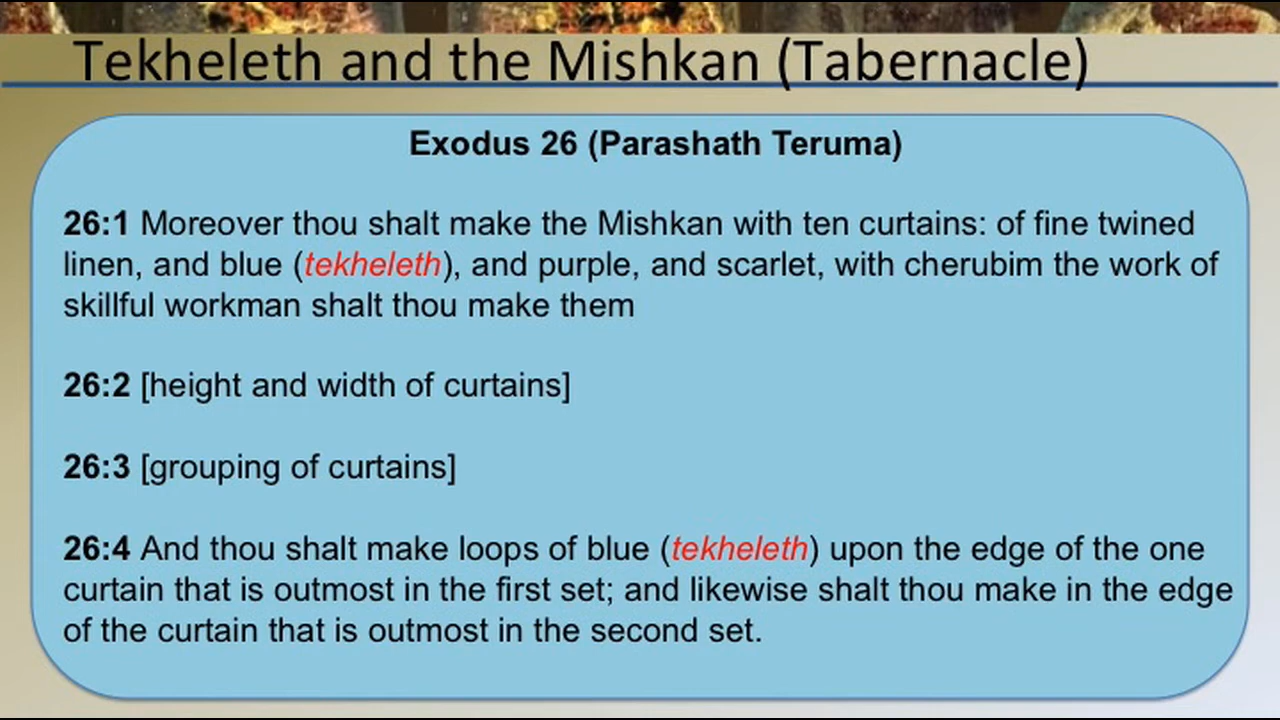 Tekheleth and the Mishkan (Tabernacle)
Exodus 26 (Parashath Teruma)
26:1 Moreover thou shalt make the Mishkan with ten curtains: of fine twined
linen, and blue (tekheleth), and purple, and scarlet, with cherubim the work of
skillful workman shalt thou make them
26:2 [height and width of curtains]
26:3 [grouping of curtains]
26:4 And thou shalt make loops of blue (tekheleth) upon the edge of the one
curtain that is outmost in the first set; and likewise shalt thou make in the edge
of the curtain that is outmost in the second set.